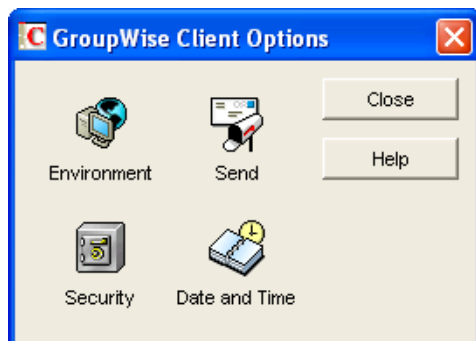 GroupWise Client Options
Close
Environment Send
Help
Security Date and Time